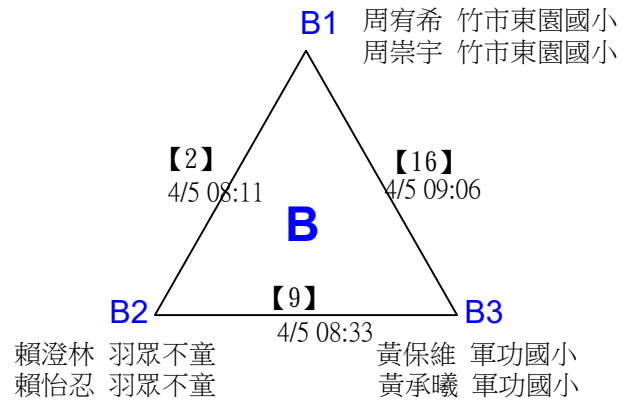 B1 周宥希 竹市東園國小
周崇宇 竹市東園國小
【2】 【16】
4/5 08:11 4/5 09:06
B
【9】
B2 B3
4/5 08:33
賴澄林 羽眾不童 黃保維 軍功國小
賴怡忍 羽眾不童 黃承曦 軍功國小